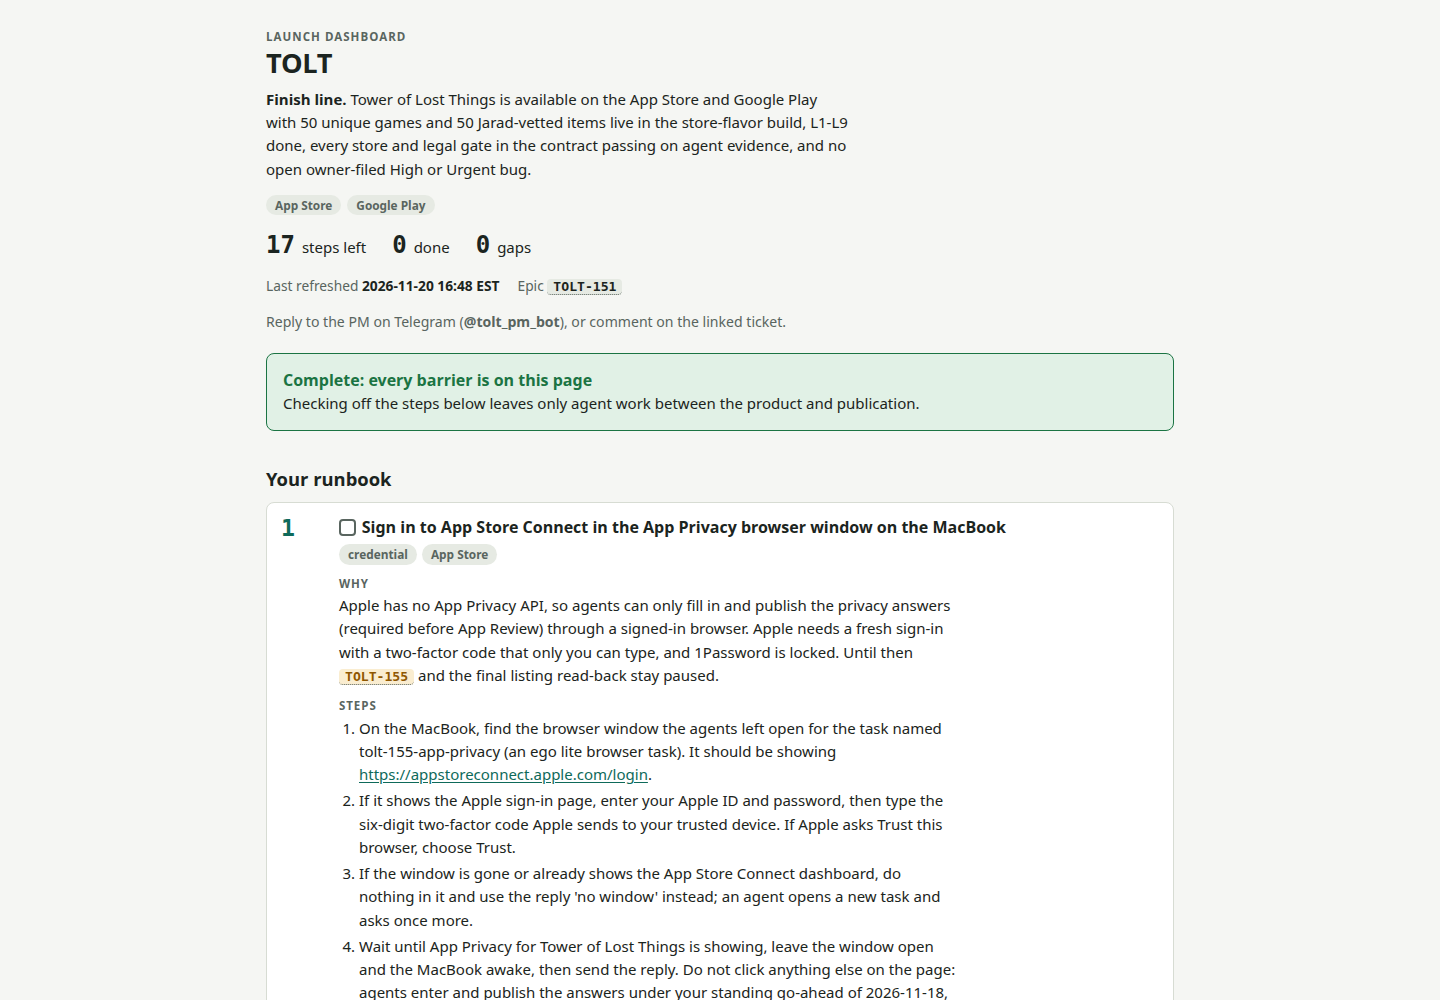 LAUNCH DASHBOARD
TOLT
Finish line. Tower of Lost Things is available on the App Store and Google Play
with 50 unique games and 50 Jarad-vetted items live in the store-flavor build, L1-L9
done, every store and legal gate in the contract passing on agent evidence, and no
open owner-filed High or Urgent bug.
App Store Google Play
17 steps left 0 done 0 gaps
Last refreshed 2026-11-20 16:48 EST Epic TOLT-151
Reply to the PM on Telegram (@tolt_pm_bot), or comment on the linked ticket.
Complete: every barrier is on this page
Checking off the steps below leaves only agent work between the product and publication.
Your runbook
1 Sign in to App Store Connect in the App Privacy browser window on the MacBook
credential App Store
WHY
Apple has no App Privacy API, so agents can only fill in and publish the privacy answers
(required before App Review) through a signed-in browser. Apple needs a fresh sign-in
with a two-factor code that only you can type, and 1Password is locked. Until then
TOLT-155 and the final listing read-back stay paused.
STEPS
1. On the MacBook, find the browser window the agents left open for the task named
tolt-155-app-privacy (an ego lite browser task). It should be showing
https://appstoreconnect.apple.com/login.
2. If it shows the Apple sign-in page, enter your Apple ID and password, then type the
six-digit two-factor code Apple sends to your trusted device. If Apple asks Trust this
browser, choose Trust.
3. If the window is gone or already shows the App Store Connect dashboard, do
nothing in it and use the reply 'no window' instead; an agent opens a new task and
asks once more.
4. Wait until App Privacy for Tower of Lost Things is showing, leave the window open
and the MacBook awake, then send the reply. Do not click anything else on the page:
agents enter and publish the answers under your standing go-ahead of 2026-11-18,